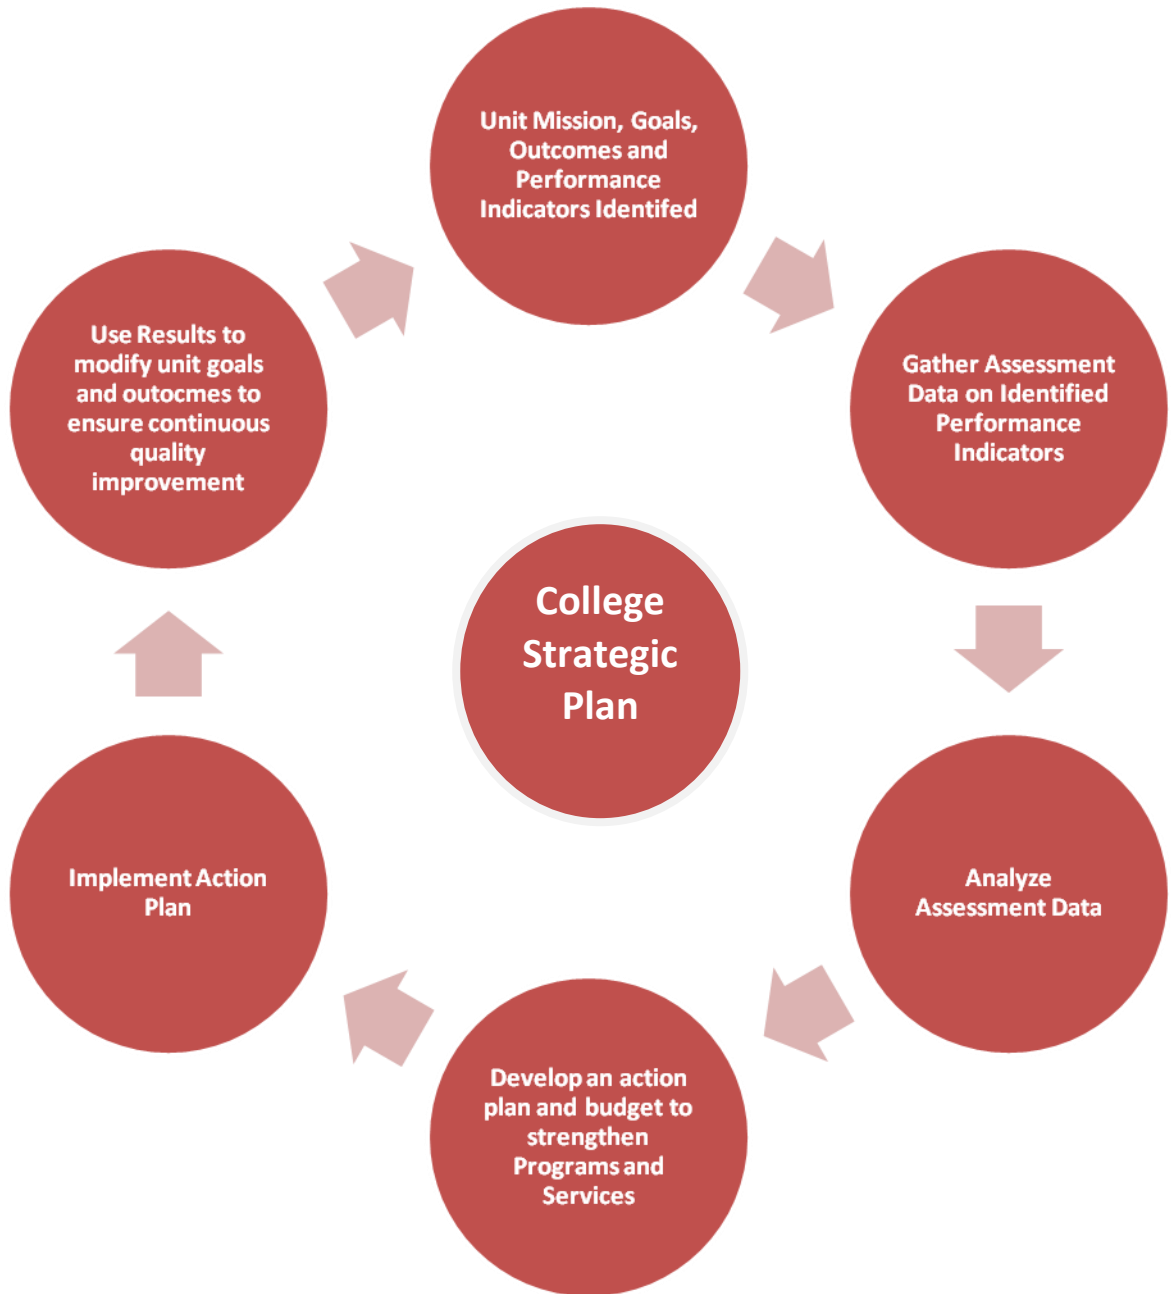 Unit Mission, Goals,
Outcomes and
Performance
Indicators Identifed
Gather Assessment
Data on Identified
Performance
Indicators
Analyze
Assessment Data
Develop an action
plan and budget to
strengthen
Programs and
Services
Implement Action
Plan
Use Results to
modify unit goals
and outocmes to
ensure continuous
quality
improvement
College
Strategic
Plan